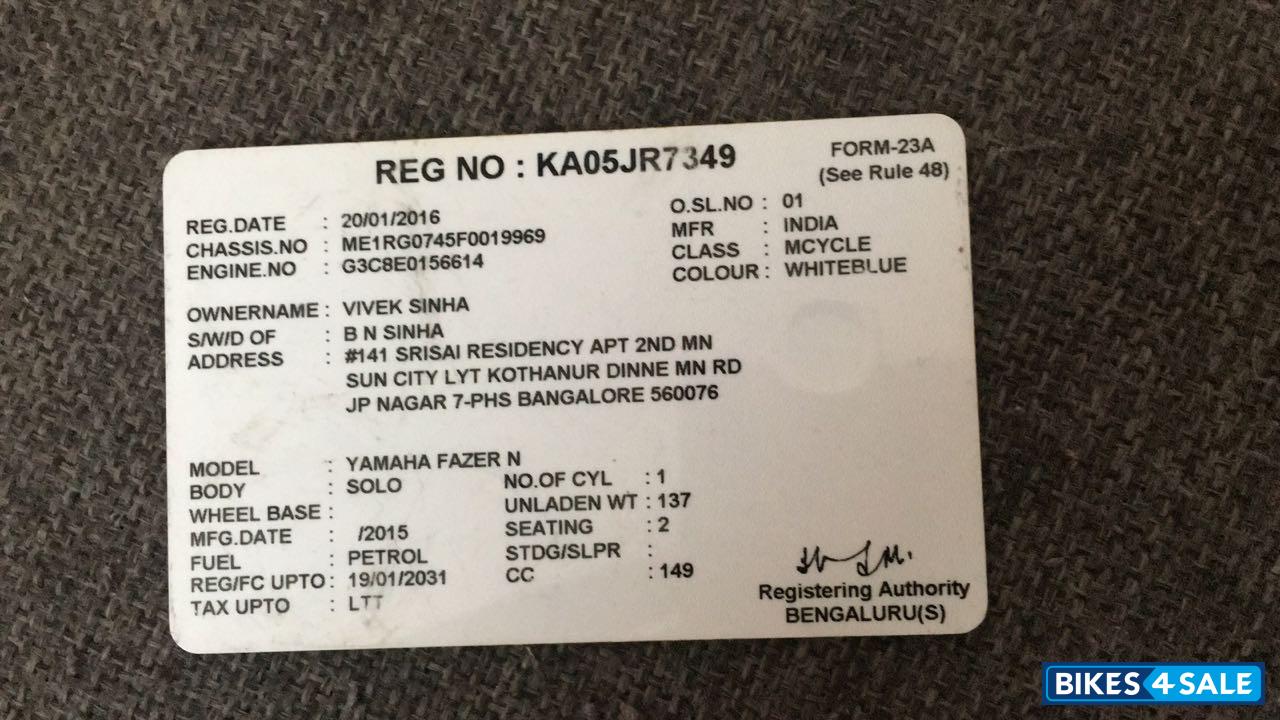 REG NO : KA05JR7349
FORM-23A
(See Rule 48)
REG.DATE : 20/01/2016
CHASSIS.NO : ME1RG0745F0019969
ENGINE.NO : G3C8E0156614
O.SL.NO : 01
MFR : INDIA
CLASS : MCYCLE
COLOUR : WHITEBLUE
OWNERNAME : VIVEK SINHA
S/W/D OF : B N SINHA
ADDRESS : #141 SRISAI RESIDENCY APT 2ND MN
SUN CITY LYT KOTHANUR DINNE MN RD
JP NAGAR 7-PHS BANGALORE 560076
MODEL : YAMAHA FAZER N
BODY : SOLO
WHEEL BASE :
MFG.DATE : /2015
FUEL : PETROL
REG/FC UPTO : 19/01/2031
TAX UPTO : LTT
NO.OF CYL : 1
UNLADEN WT : 137
SEATING : 2
STDG/SLPR :
CC : 149
Registering Authority
BENGALURU(S)
BIKES4SALE